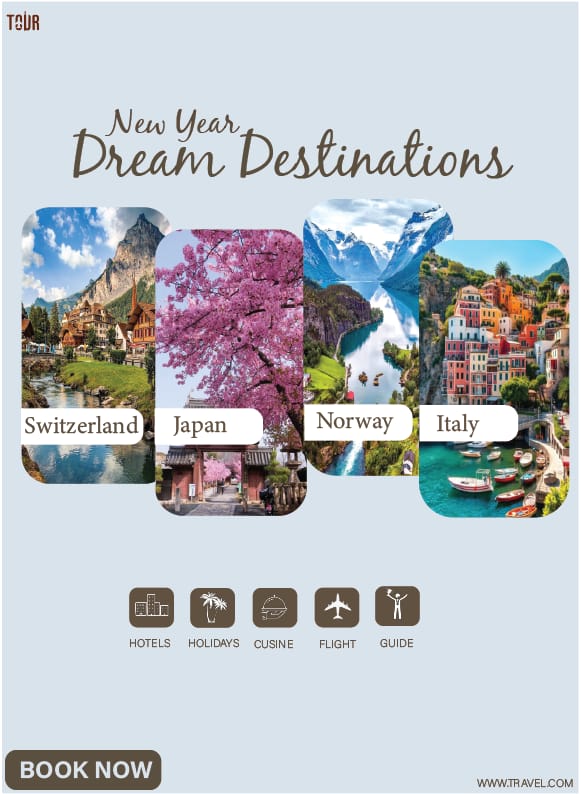 TOUR
New Year
Dream Destinations
Switzerland
Japan
Norway
Italy
HOTELS
HOLIDAYS
CUSINE
FLIGHT
GUIDE
BOOK NOW
WWW.TRAVEL.COM